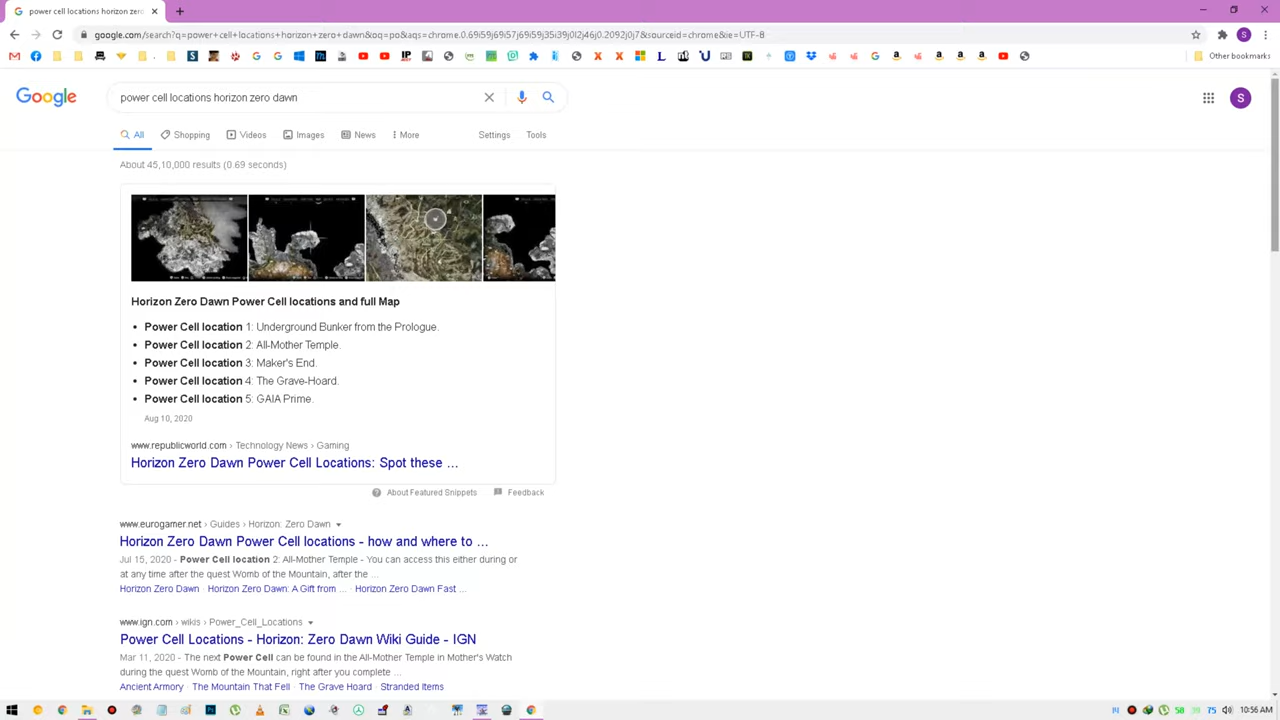 power cell locations horizon zero
google.com/search?q=power+cell+locations+horizon+zero+dawn&oq=po&aqs=chrome.0.69i59j69i57j69i59j35i39j0l2j46j0.2092j0j7&sourceid=chrome&ie=UTF-8
S
Other bookmarks
Google
power cell locations horizon zero dawn
S
All
Shopping
Videos
Images
News
More
Settings
Tools
About 45,10,000 results (0.69 seconds)
Horizon Zero Dawn Power Cell locations and full Map
• Power Cell location 1: Underground Bunker from the Prologue.
• Power Cell location 2: All-Mother Temple.
• Power Cell location 3: Maker's End.
• Power Cell location 4: The Grave-Hoard.
• Power Cell location 5: GAIA Prime.
Aug 10, 2020
www.republicworld.com › Technology News › Gaming
Horizon Zero Dawn Power Cell Locations: Spot these ...
About Featured Snippets
Feedback
www.eurogamer.net › Guides › Horizon: Zero Dawn
Horizon Zero Dawn Power Cell locations - how and where to ...
Jul 15, 2020 - Power Cell location 2: All-Mother Temple - You can access this either during or
at any time after the quest Womb of the Mountain, after the ...
Horizon Zero Dawn · Horizon Zero Dawn: A Gift from ... · Horizon Zero Dawn Fast ...
www.ign.com › wikis › Power_Cell_Locations
Power Cell Locations - Horizon: Zero Dawn Wiki Guide - IGN
Mar 11, 2020 - The next Power Cell can be found in the All-Mother Temple in Mother's Watch
during the quest Womb of the Mountain, right after you complete ...
Ancient Armory · The Mountain That Fell · The Grave Hoard · Stranded Items
58
75
10:56 AM